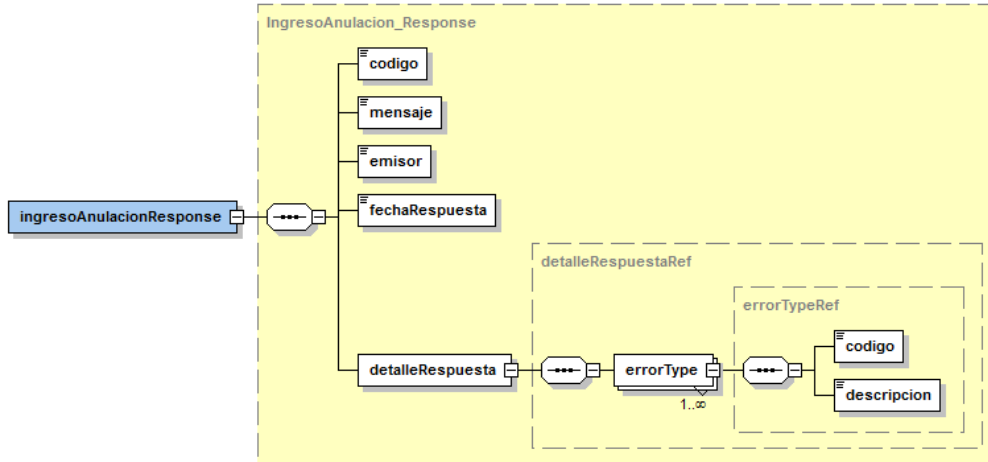 IngresoAnulacion_Response
codigo
mensaje
emisor
ingresoAnulacionResponse
fechaRespuesta
detalleRespuestaRef
errorTypeRef
codigo
detalleRespuesta
errorType
descripcion
1..∞